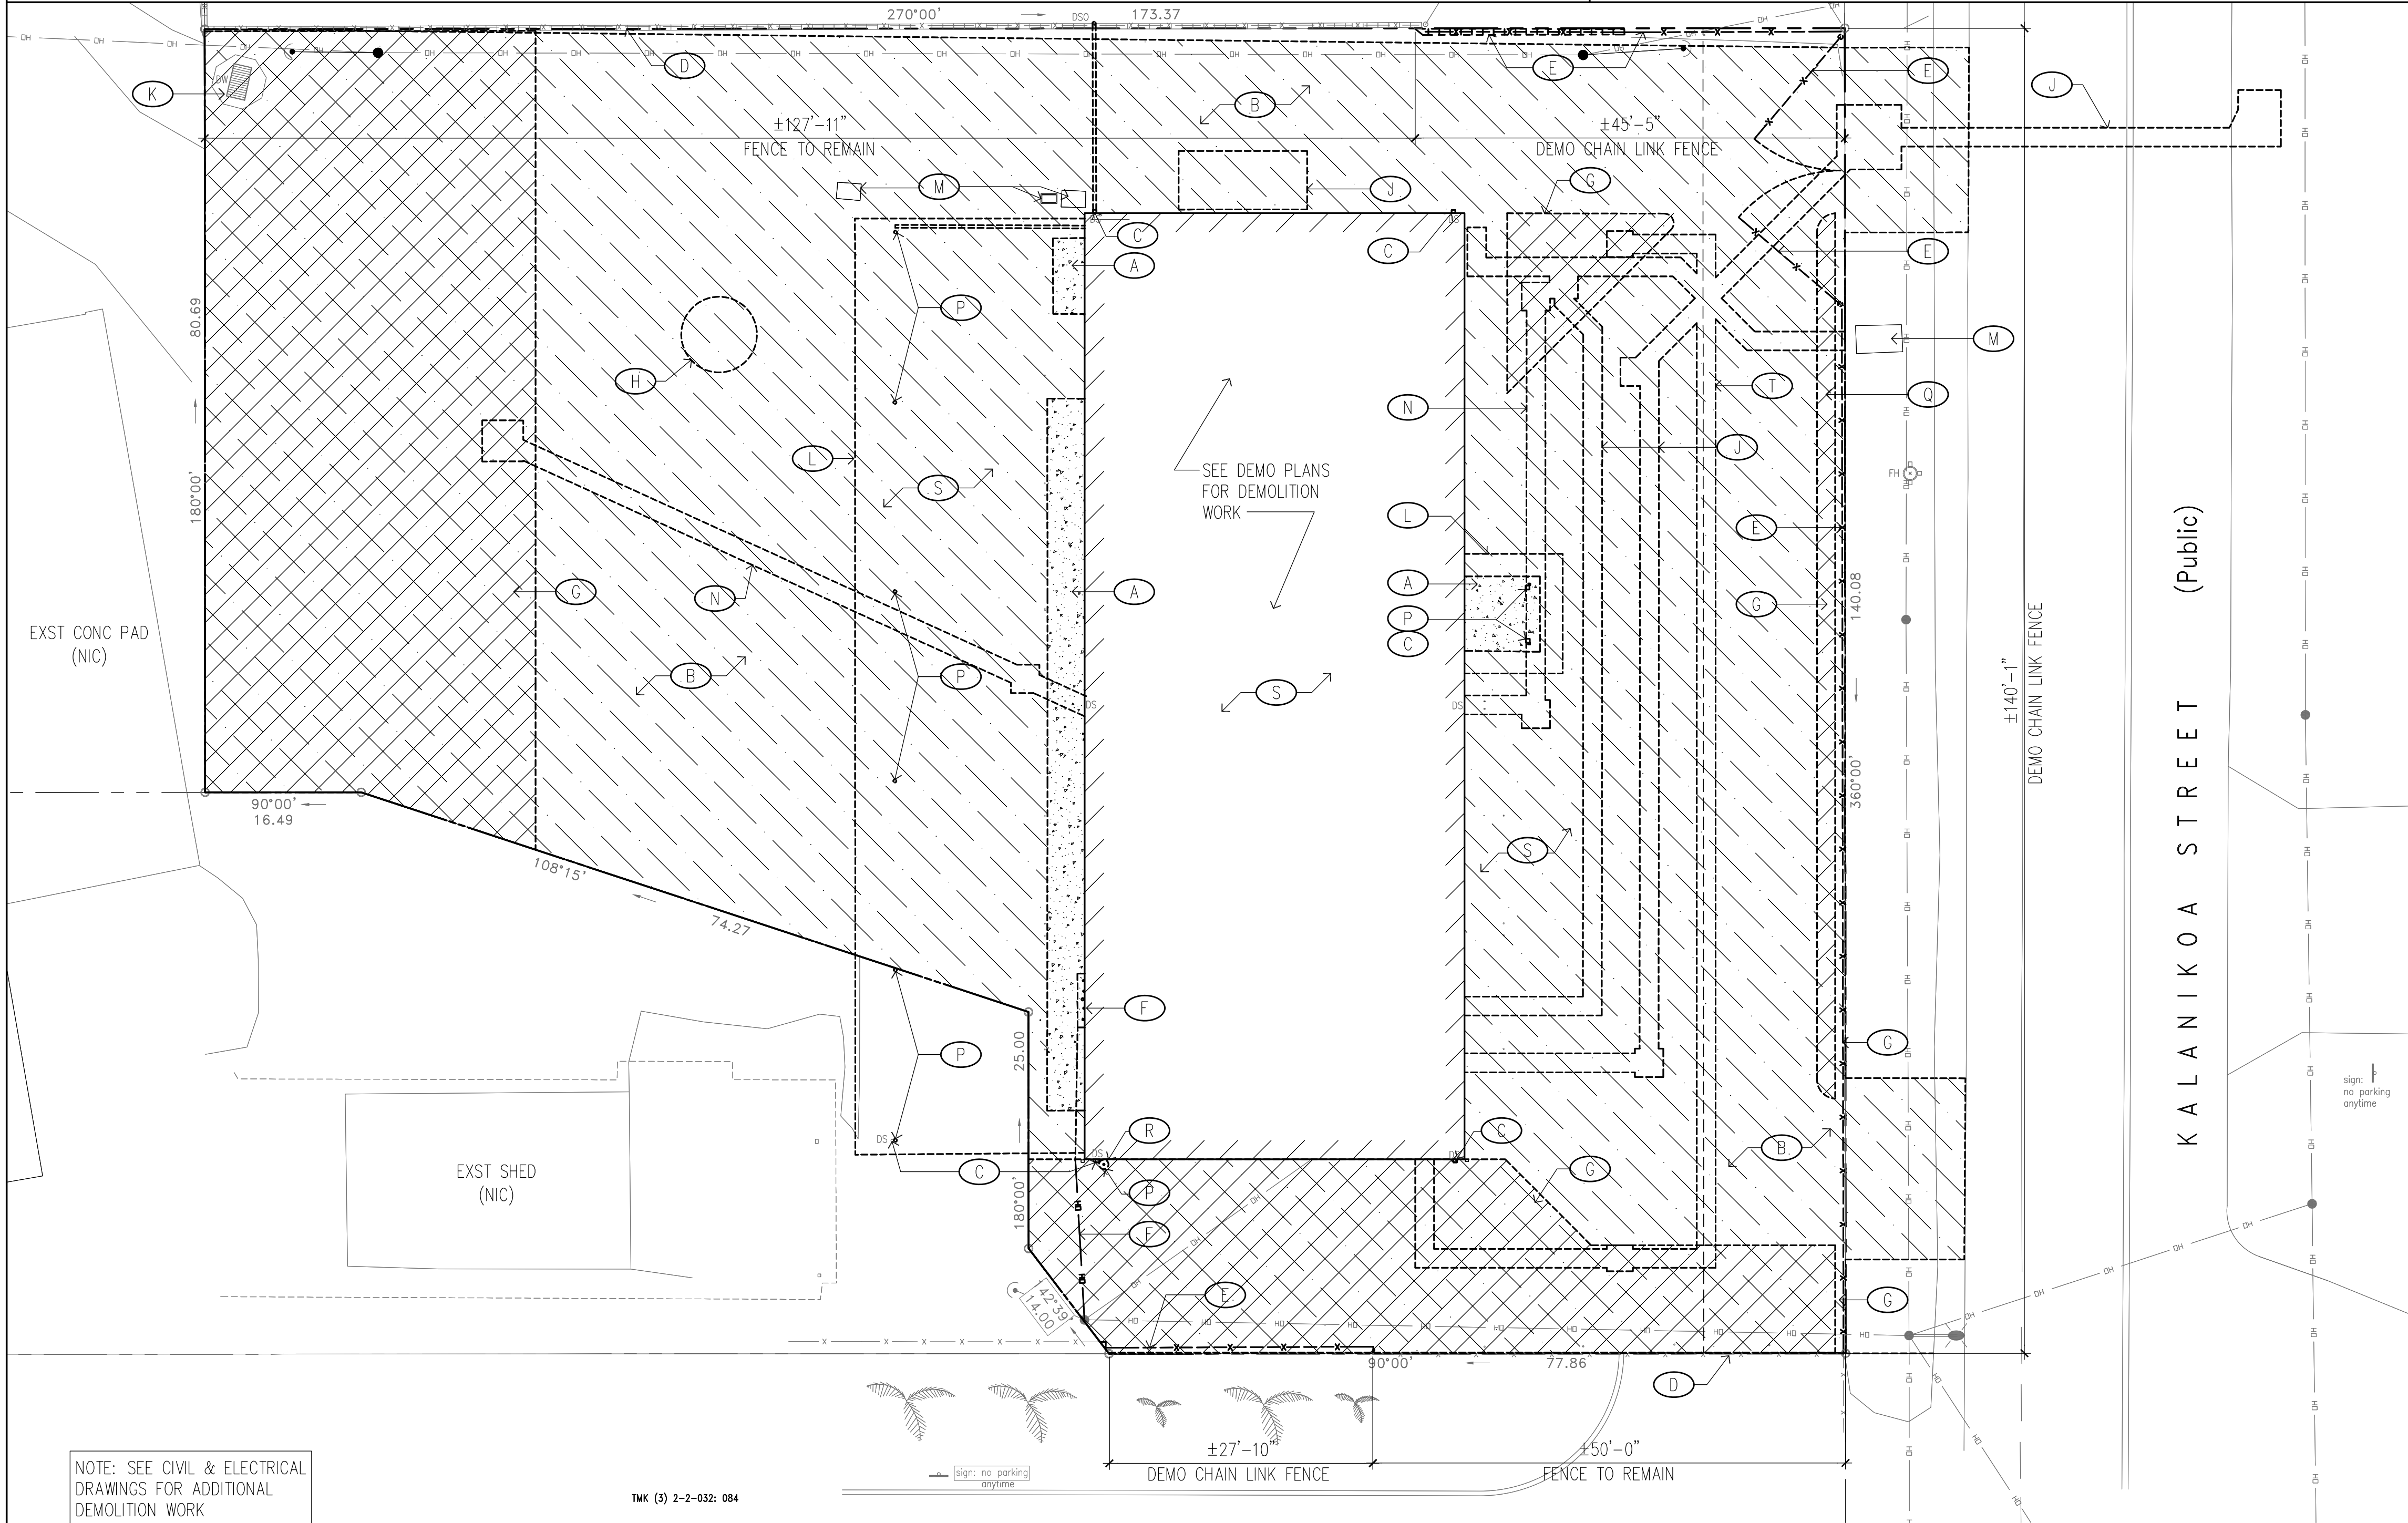 270°00'
DSO
173.37
K
DW
D
E
E
J
B
±127'-11"
FENCE TO REMAIN
±45'-5"
DEMO CHAIN LINK FENCE
M
J
G
C
C
E
A
P
80.69
H
M
T
Q
N
L
J
S
SEE DEMO PLANS
FOR DEMOLITION
WORK
FH
180°00'
L
E
A
P
C
G
N
A
G
140.08
EXST CONC PAD
(NIC)
B
P
S
DS
DS
±140'-1"
DEMO CHAIN LINK FENCE
KALANIKOA STREET (Public)
90°00'
16.49
360°00'
108°15'
S
74.27
F
25.00
P
G
sign:
no parking
anytime
R
C
DS
DS
DS
C
B
EXST SHED
(NIC)
G
P
180°00'
F
142°39'
14.00
E
G
90°00'
77.86
D
±27'-10"
DEMO CHAIN LINK FENCE
±50'-0"
FENCE TO REMAIN
NOTE: SEE CIVIL & ELECTRICAL
DRAWINGS FOR ADDITIONAL
DEMOLITION WORK
TMK (3) 2-2-032: 084
sign: no parking
anytime